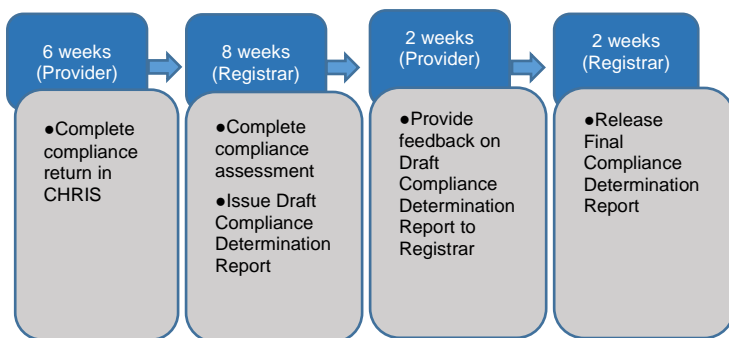 6 weeks
(Provider)
●Complete
compliance
return in
CHRIS
8 weeks
(Registrar)
●Complete
compliance
assessment
●Issue Draft
Compliance
Determination
Report
2 weeks
(Provider)
●Provide
feedback on
Draft
Compliance
Determination
Report to
Registrar
2 weeks
(Registrar)
●Release
Final
Compliance
Determination
Report